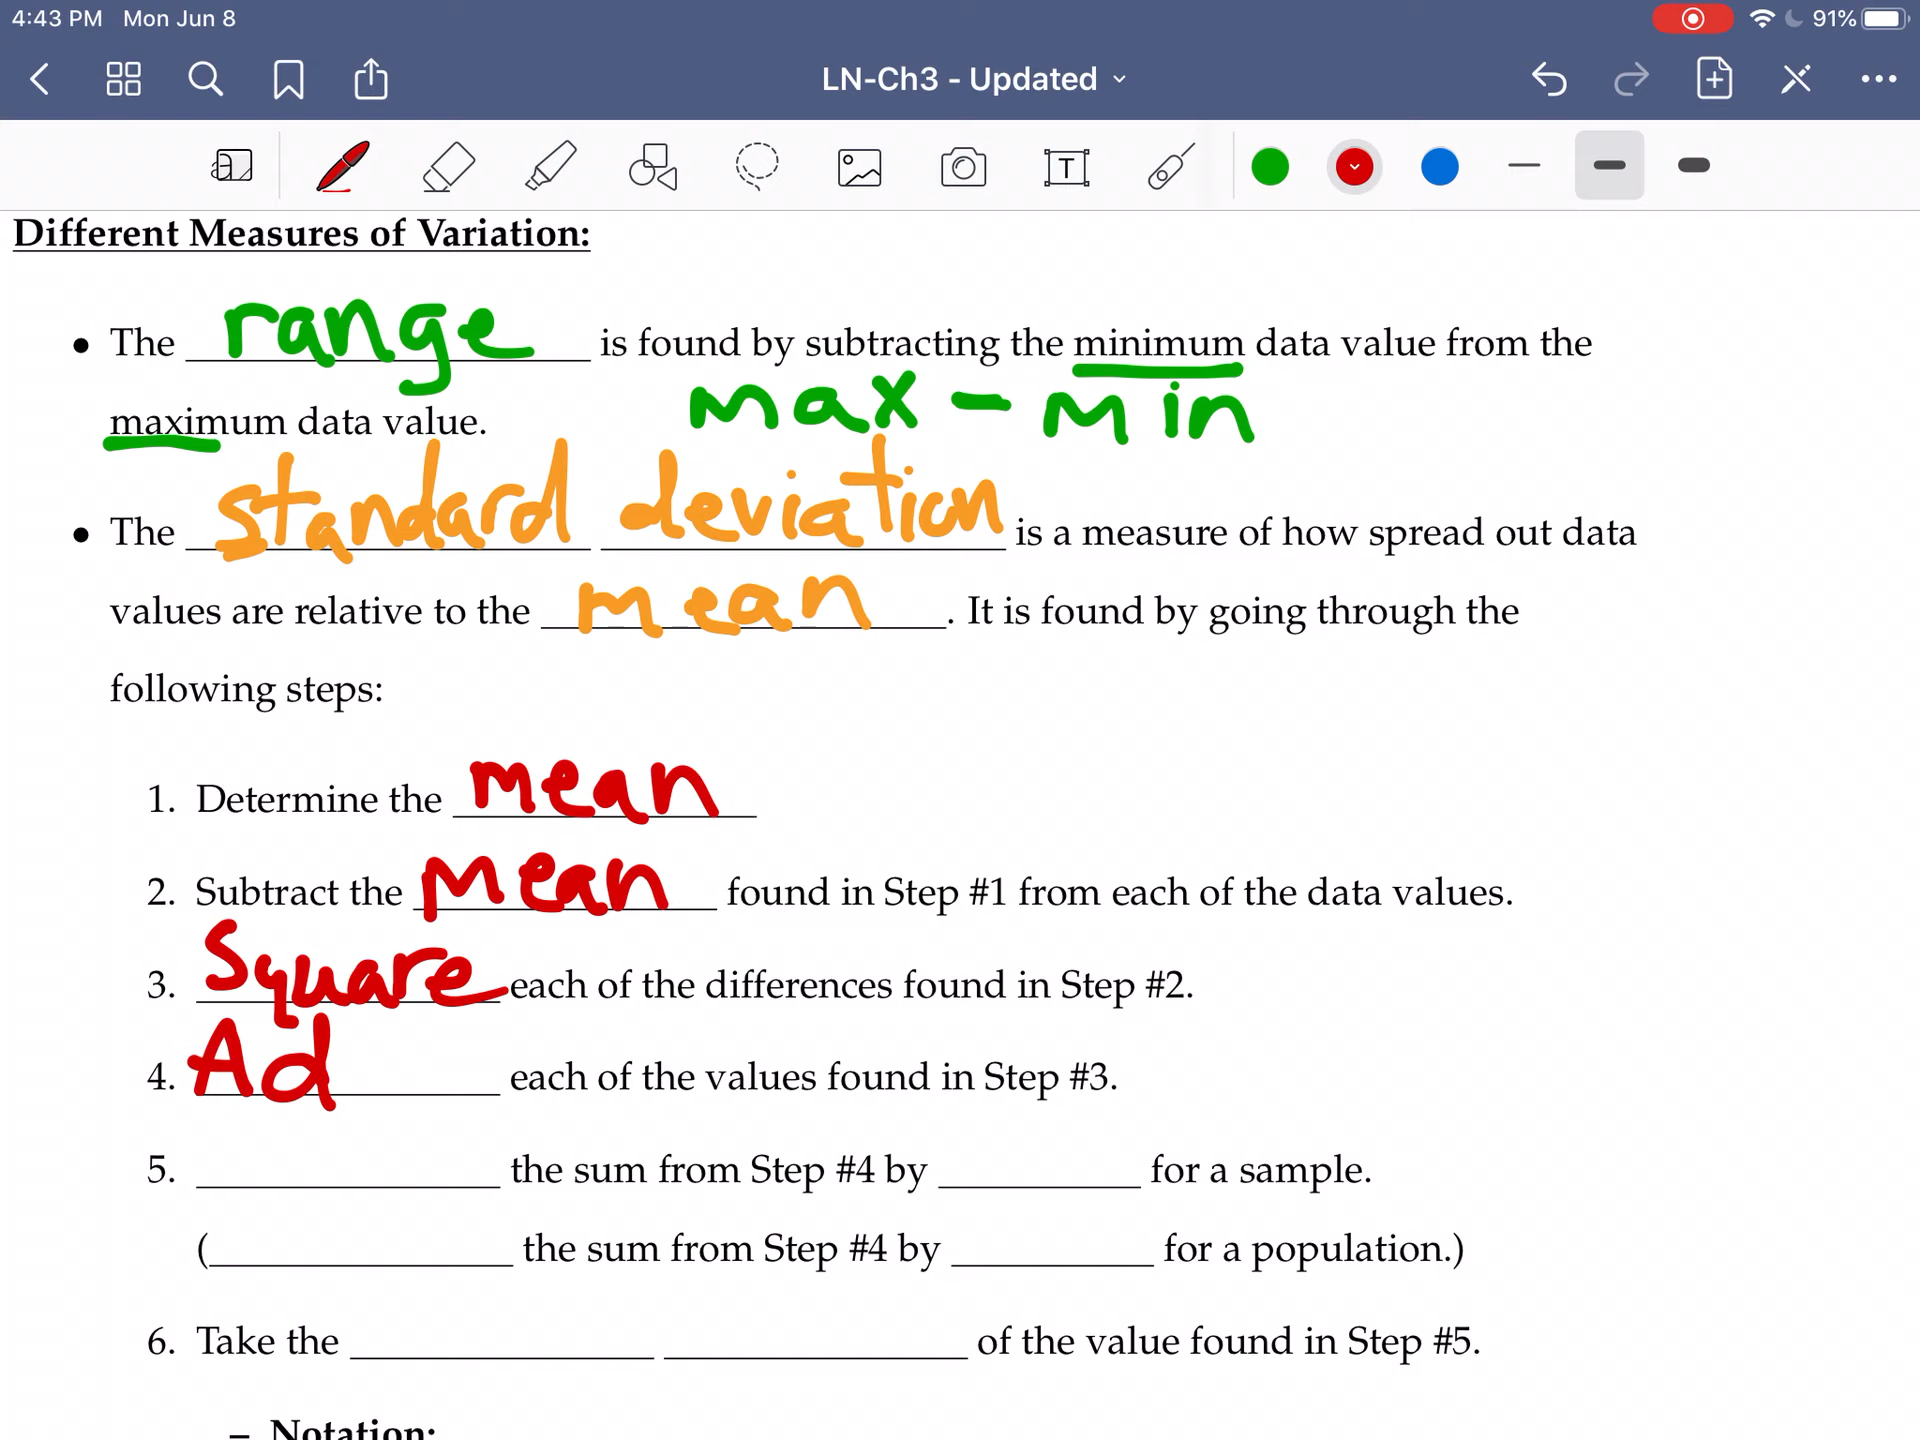 4:43 PM Mon Jun 8 91%
LN-Ch3 - Updated
Different Measures of Variation:
• The range is found by subtracting the minimum data value from the
maximum data value. max - min
• The standard deviation is a measure of how spread out data
values are relative to the mean. It is found by going through the
following steps:
1. Determine the mean
2. Subtract the mean found in Step #1 from each of the data values.
3. Square each of the differences found in Step #2.
4. Ad each of the values found in Step #3.
5. __________ the sum from Step #4 by __________ for a sample.
(__________ the sum from Step #4 by __________ for a population.)
6. Take the __________ __________ of the value found in Step #5.
– Notation: